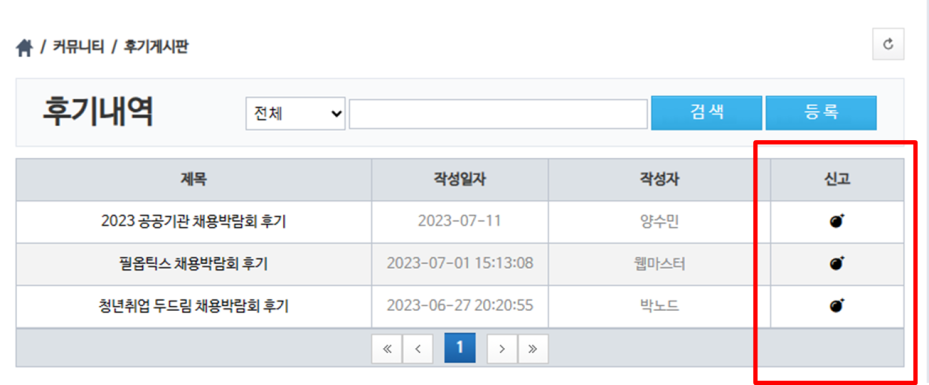 / 커뮤니티 / 후기게시판
후기내역 전체 검색 등록
제목 작성일자 작성자 신고
2023 공공기관 채용박람회 후기 2023-07-11 양수민
필옵틱스 채용박람회 후기 2023-07-01 15:13:08 웹마스터
청년취업 두드림 채용박람회 후기 2023-06-27 20:20:55 박노드
« ‹ 1 › »